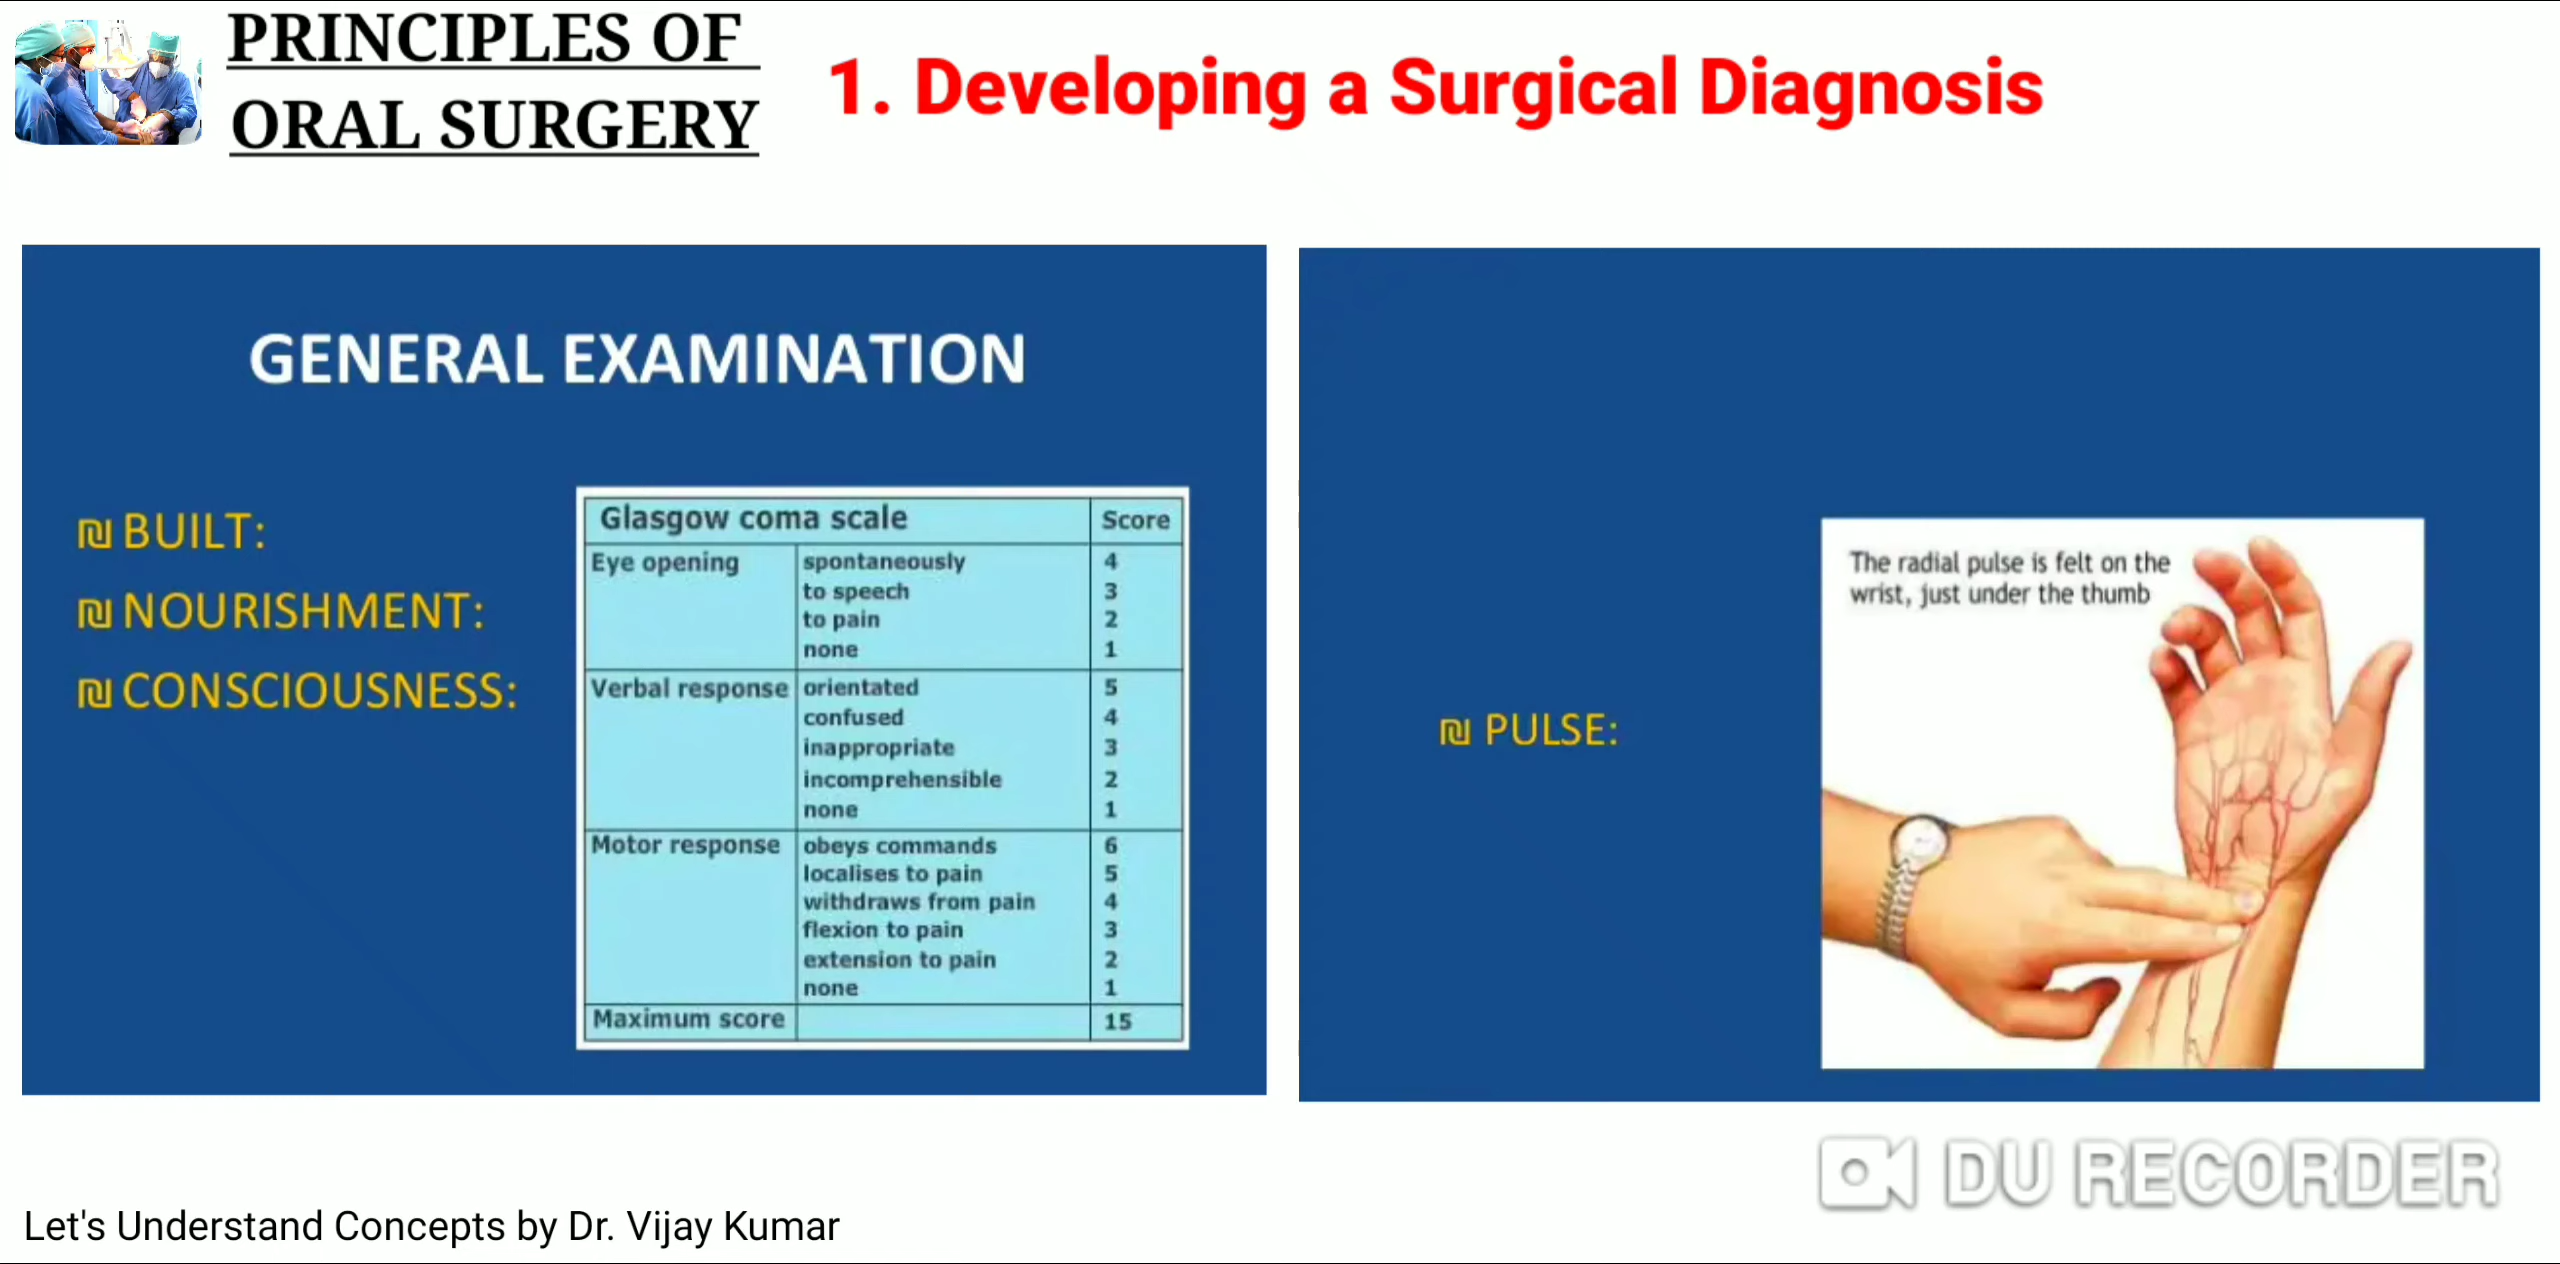 PRINCIPLES OF
ORAL SURGERY
1. Developing a Surgical Diagnosis
GENERAL EXAMINATION
₪ BUILT:
₪ NOURISHMENT:
₪ CONSCIOUSNESS:
Glasgow coma scale Score
Eye opening spontaneously 4
to speech 3
to pain 2
none 1
Verbal response orientated 5
confused 4
inappropriate 3
incomprehensible 2
none 1
Motor response obeys commands 6
localises to pain 5
withdraws from pain 4
flexion to pain 3
extension to pain 2
none 1
Maximum score 15
₪ PULSE:
The radial pulse is felt on the
wrist, just under the thumb
DU RECORDER
Let's Understand Concepts by Dr. Vijay Kumar